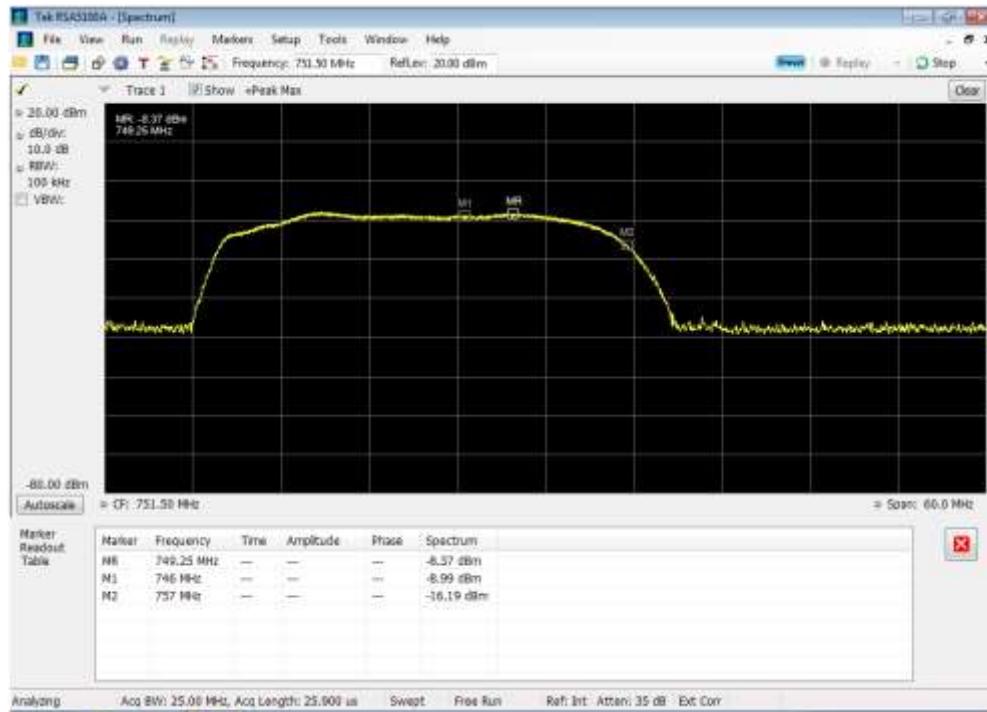 Tek RSA5100A - [Spectrum]
File View Run Replay Markers Setup Tools Window Help
Frequency: 751.50 MHz RefLev: 20.00 dBm Preset Replay Stop
Trace 1 Show +Peak Max Clear
20.00 dBm
dB/div:
10.0 dB
RBW:
100 kHz
VBW:
MR: -8.37 dBm
749.25 MHz
M1 MR
M2
-80.00 dBm
Autoscale CF: 751.50 MHz Span: 60.0 MHz
Marker
Readout
Table
Marker Frequency Time Amplitude Phase Spectrum
MR 749.25 MHz --- --- --- -8.37 dBm
M1 746 MHz --- --- --- -8.99 dBm
M2 757 MHz --- --- --- -16.19 dBm
Analyzing Acq BW: 25.00 MHz, Acq Length: 25.900 us Swept Free Run Ref: Int Atten: 35 dB Ext Corr